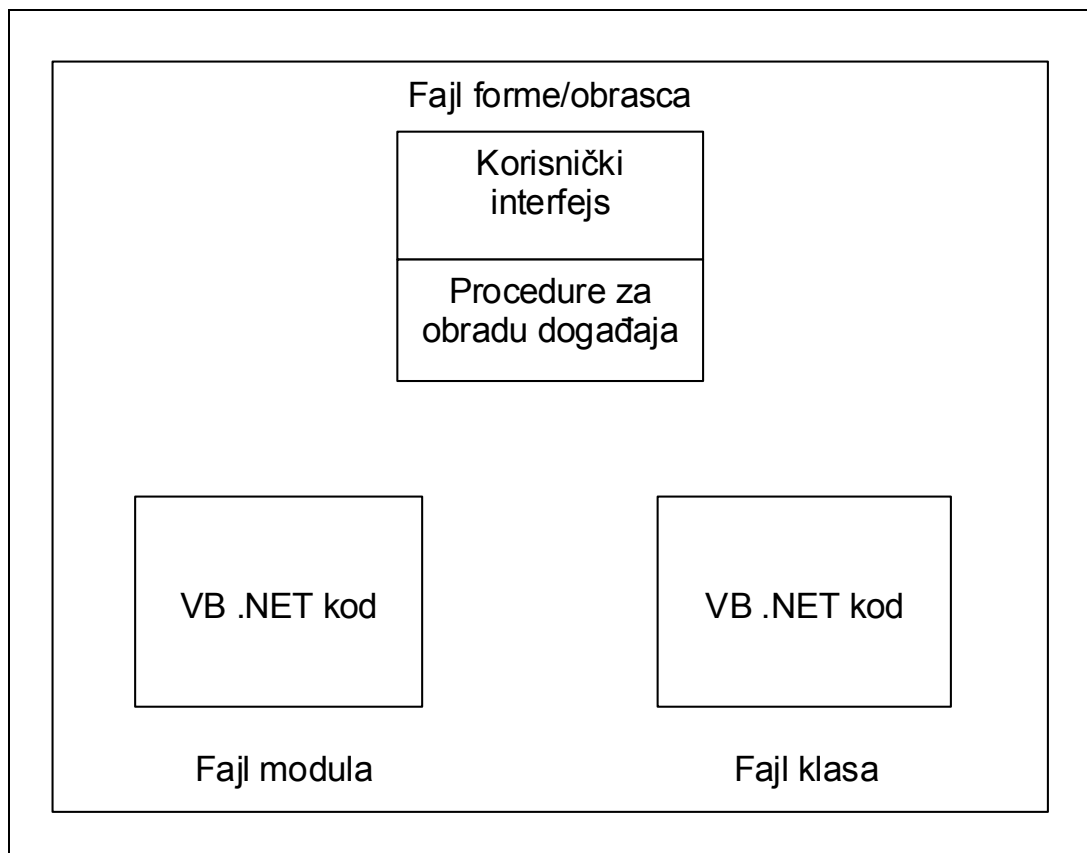 Fajl forme/obrasca
Korisnički
interfejs
Procedure za
obradu događaja
VB .NET kod
VB .NET kod
Fajl modula
Fajl klasa